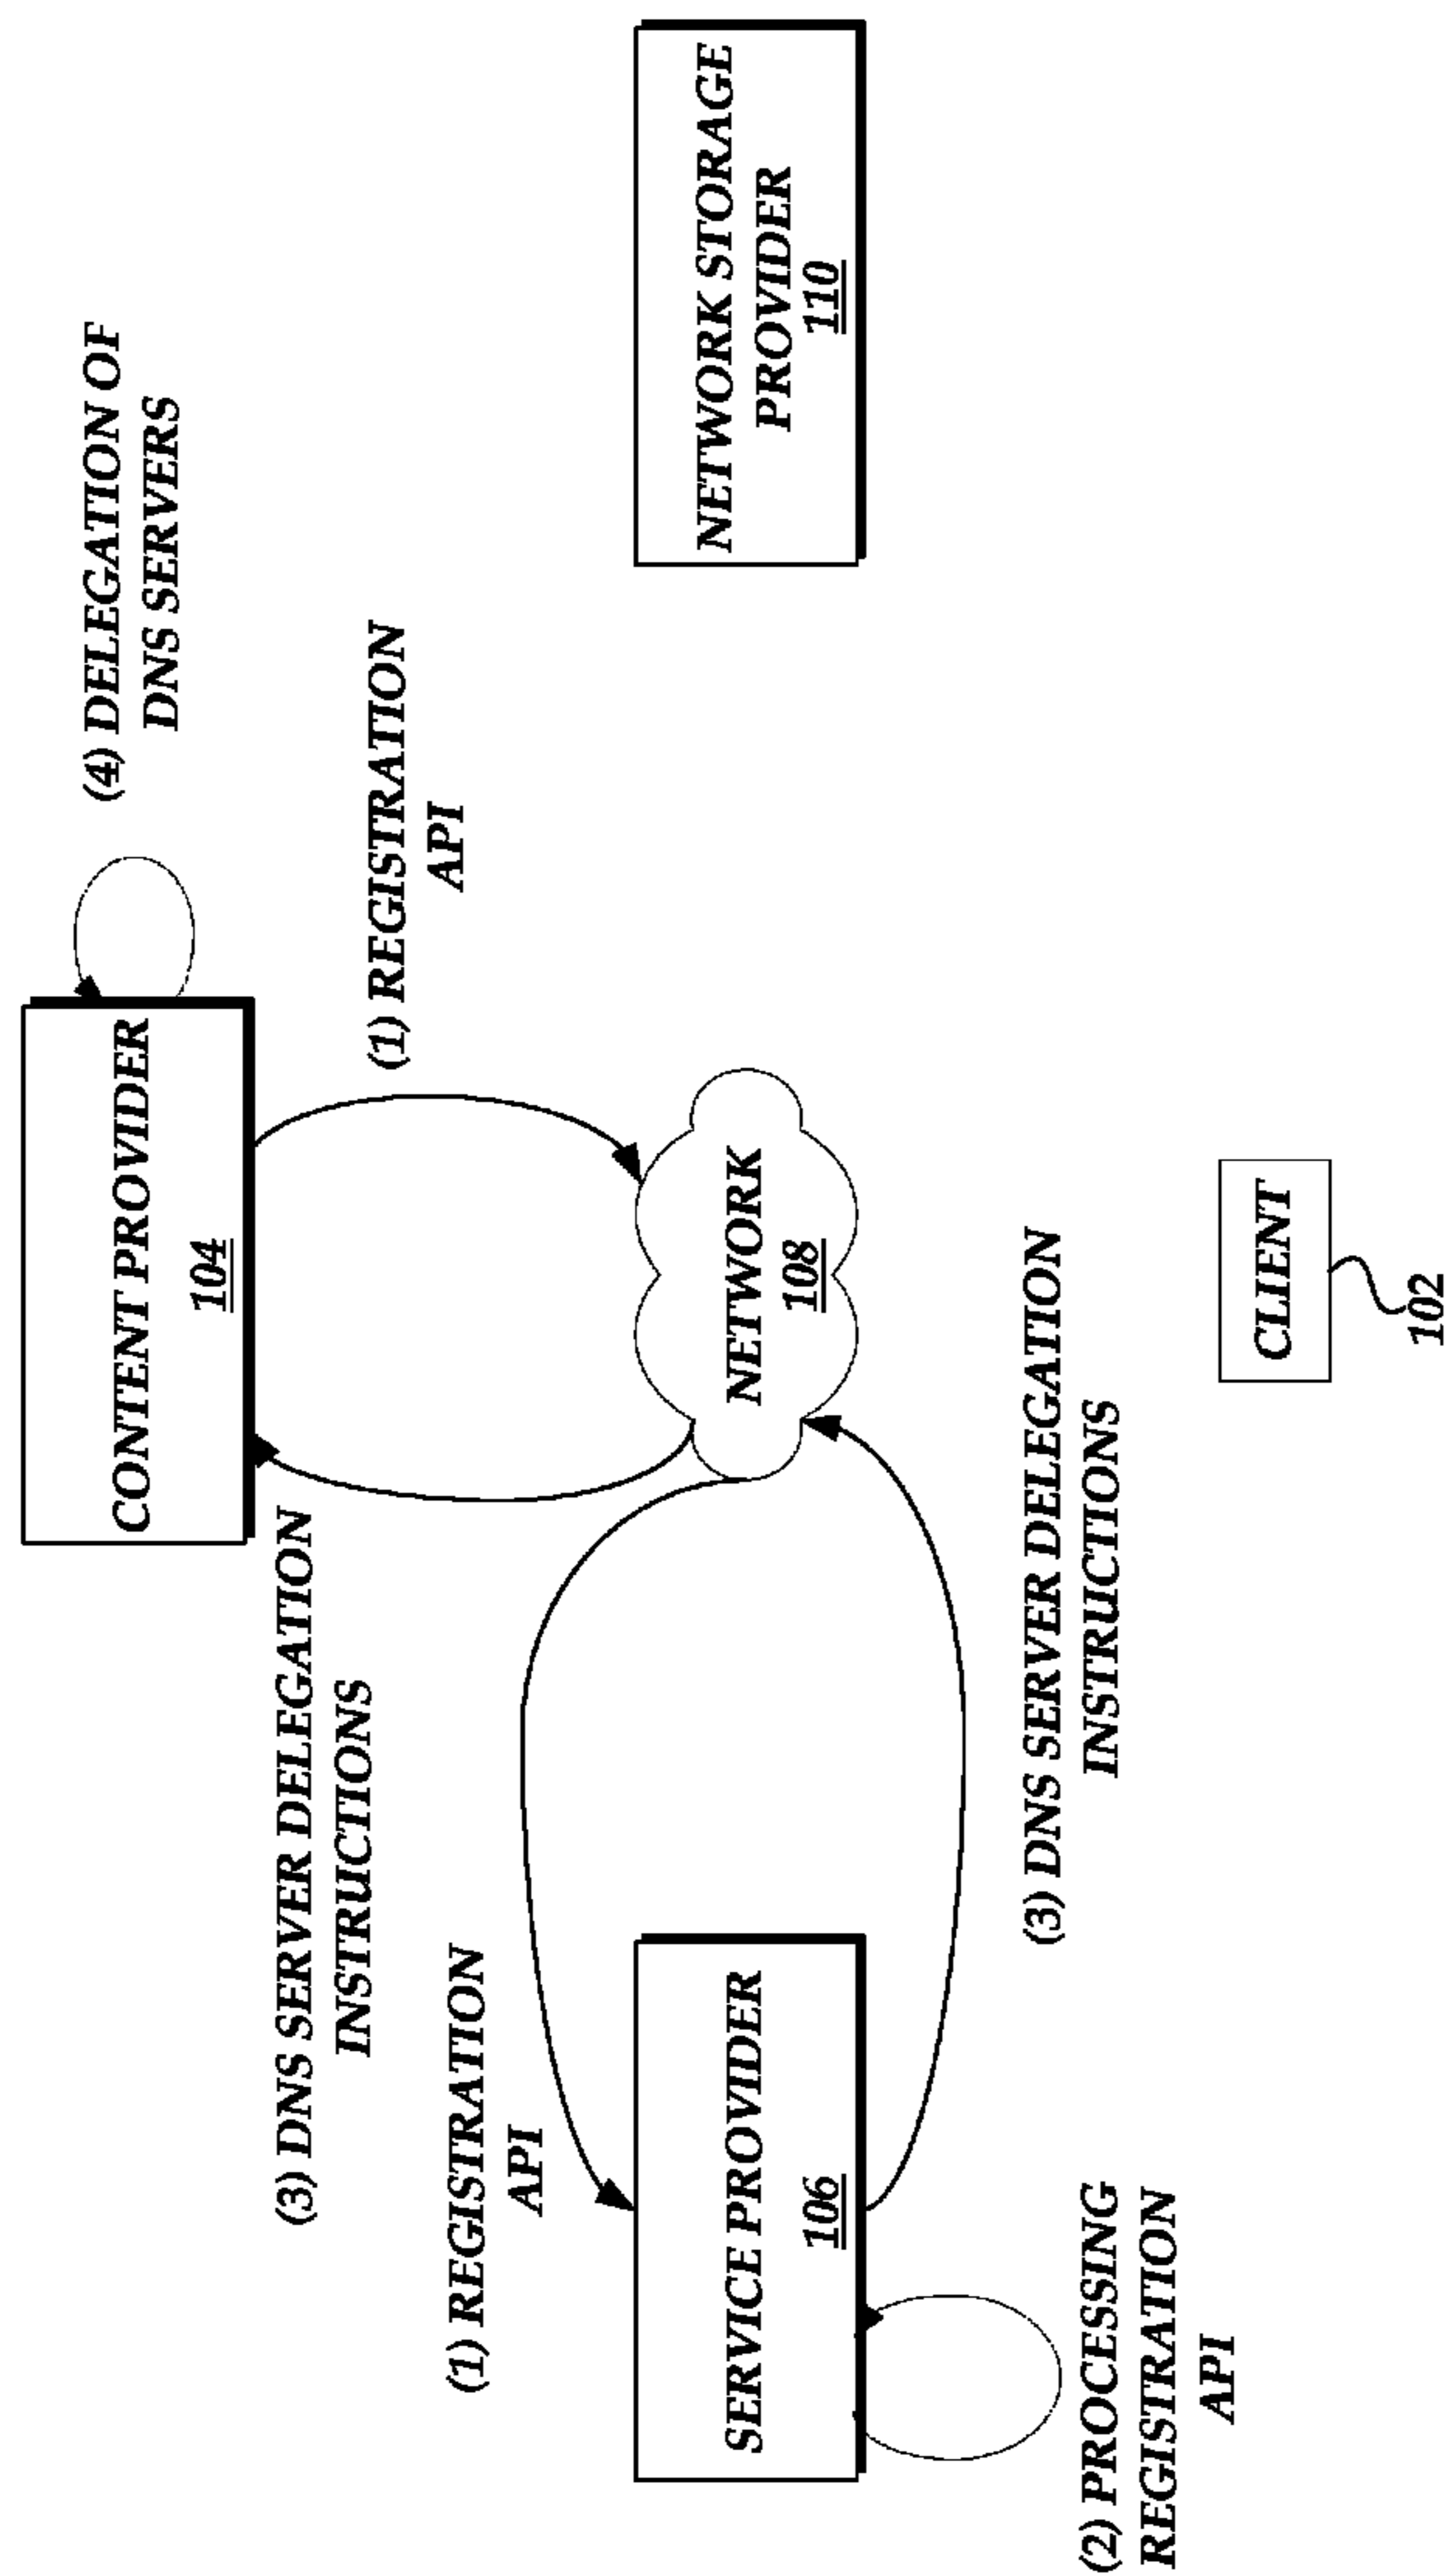 (4) DELEGATION OF
DNS SERVERS
CONTENT PROVIDER
104
(3) DNS SERVER DELEGATION
INSTRUCTIONS
(1) REGISTRATION
API
(1) REGISTRATION
API
SERVICE PROVIDER
106
NETWORK
108
NETWORK STORAGE
PROVIDER
110
(2) PROCESSING
REGISTRATION
API
(3) DNS SERVER DELEGATION
INSTRUCTIONS
CLIENT
102